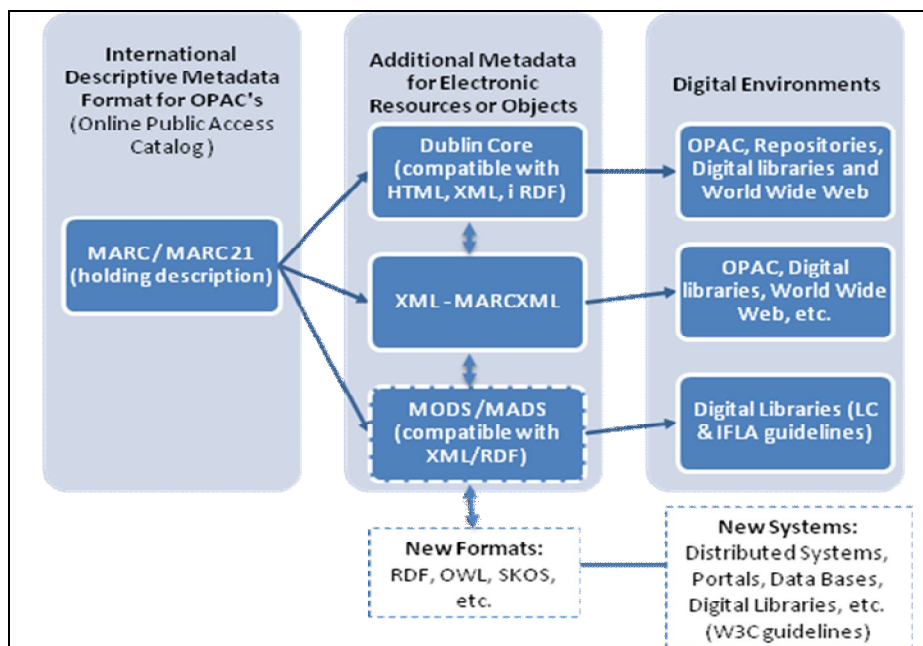 International
Descriptive Metadata
Format for OPAC's
(Online Public Access
Catalog )
MARC / MARC21
(holding description)
Additional Metadata
for Electronic
Resources or Objects
Dublin Core
(compatible with
HTML, XML, i RDF)
XML - MARCXML
MODS /MADS
(compatible with
XML/RDF)
New Formats:
RDF, OWL, SKOS,
etc.
Digital Environments
OPAC, Repositories,
Digital libraries and
World Wide Web
OPAC, Digital
libraries, World Wide
Web, etc.
Digital Libraries (LC
& IFLA guidelines)
New Systems:
Distributed Systems,
Portals, Data Bases,
Digital Libraries, etc.
(W3C guidelines)